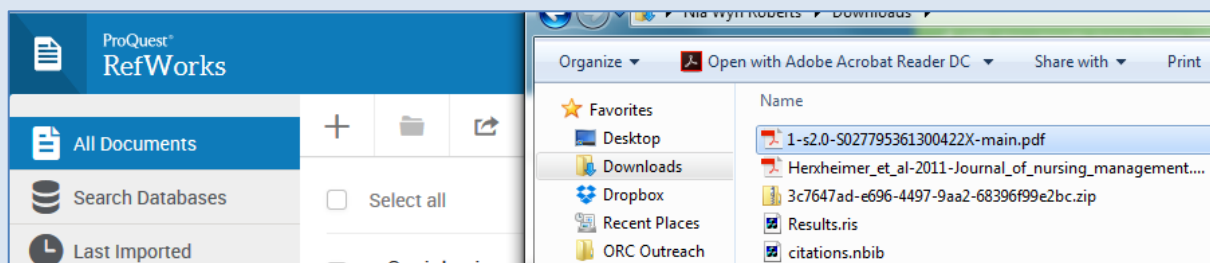 Nia Wyn Roberts ▸ Downloads ▸
ProQuest®
RefWorks
All Documents
Search Databases
Last Imported
Select all
Organize ▾ Open with Adobe Acrobat Reader DC ▾ Share with ▾ Print
Favorites
Desktop
Downloads
Dropbox
Recent Places
ORC Outreach
Name
1-s2.0-S027795361300422X-main.pdf
Herxheimer_et_al-2011-Journal_of_nursing_management....
3c7647ad-e696-4497-9aa2-68396f99e2bc.zip
Results.ris
citations.nbib